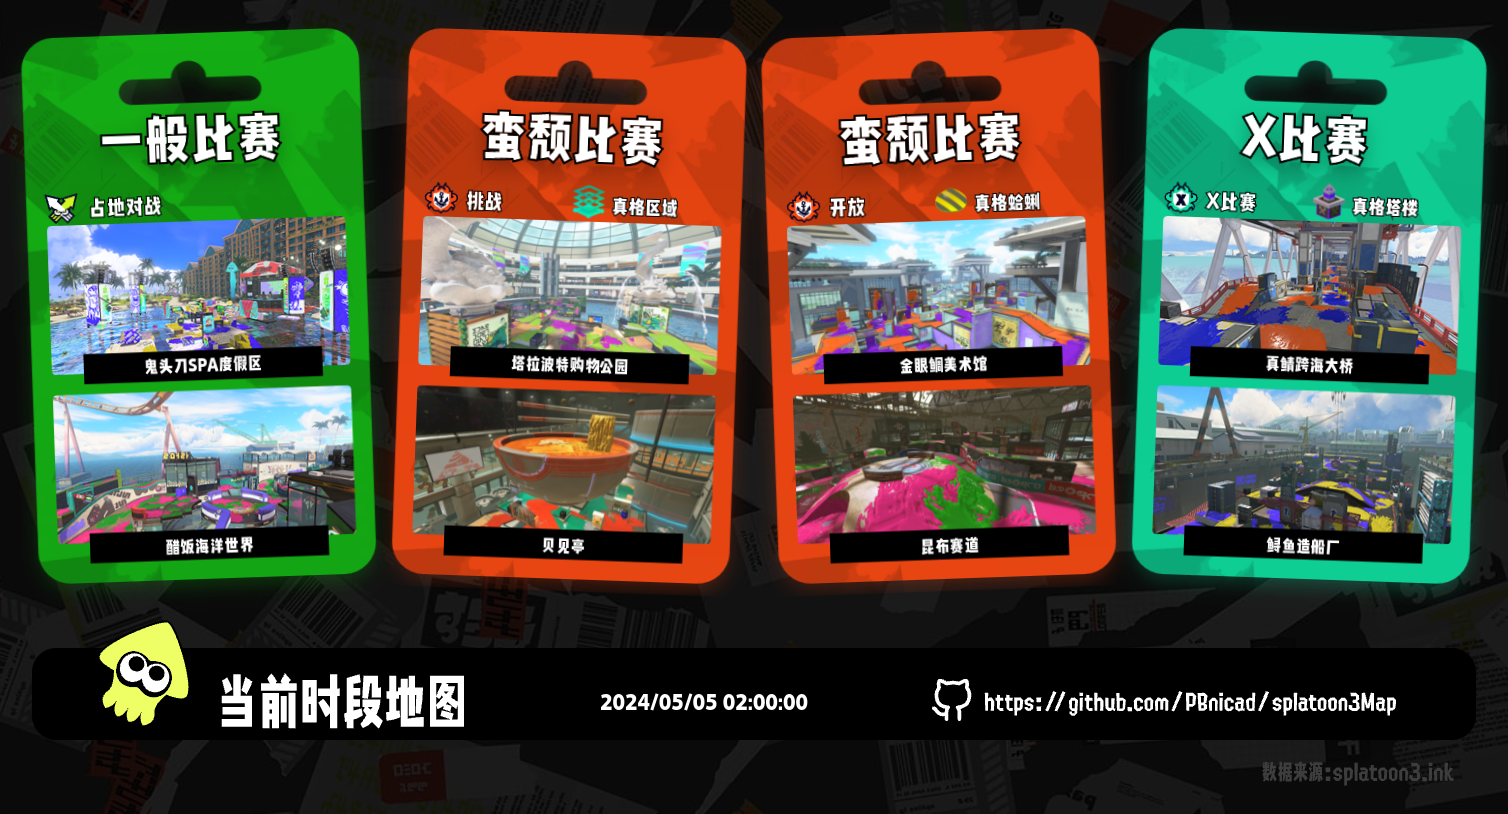 一般比赛
占地对战
鬼头刀SPA度假区
醋饭海洋世界
蛮颓比赛
挑战
真格区域
塔拉波特购物公园
贝见亭
蛮颓比赛
开放
真格蛤蜊
金眼鲷美术馆
昆布赛道
X比赛
X比赛
真格塔楼
真鲭跨海大桥
鲟鱼造船厂
当前时段地图
2024/05/05 02:00:00
https://github.com/PBnicad/splatoon3Map
数据来源:splatoon3.ink